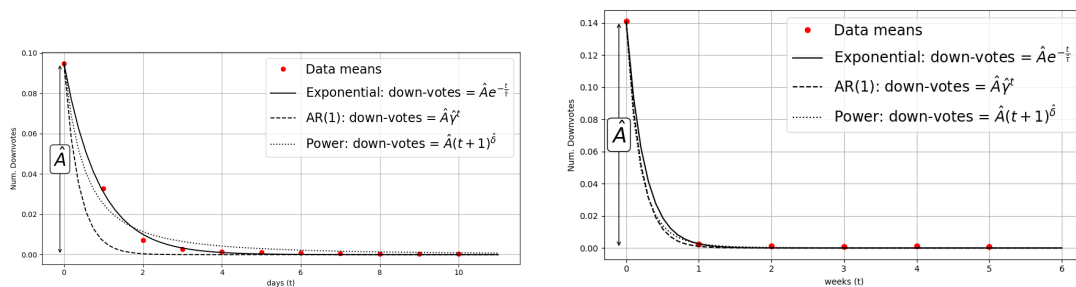 0.10
0.08
0.06
0.04
0.02
0.00
Num. Downvotes
Â
Data means
Exponential: down-votes = Âe^{-t/τ̂}
AR(1): down-votes = Âγ̂^t
Power: down-votes = Â(t+1)^δ̂
0 2 4 6 8 10
days (t)
0.14
0.12
0.10
0.08
0.06
0.04
0.02
0.00
Num. Downvotes
Â
Data means
Exponential: down-votes = Âe^{-t/τ̂}
AR(1): down-votes = Âγ̂^t
Power: down-votes = Â(t+1)^δ̂
0 1 2 3 4 5 6
weeks (t)